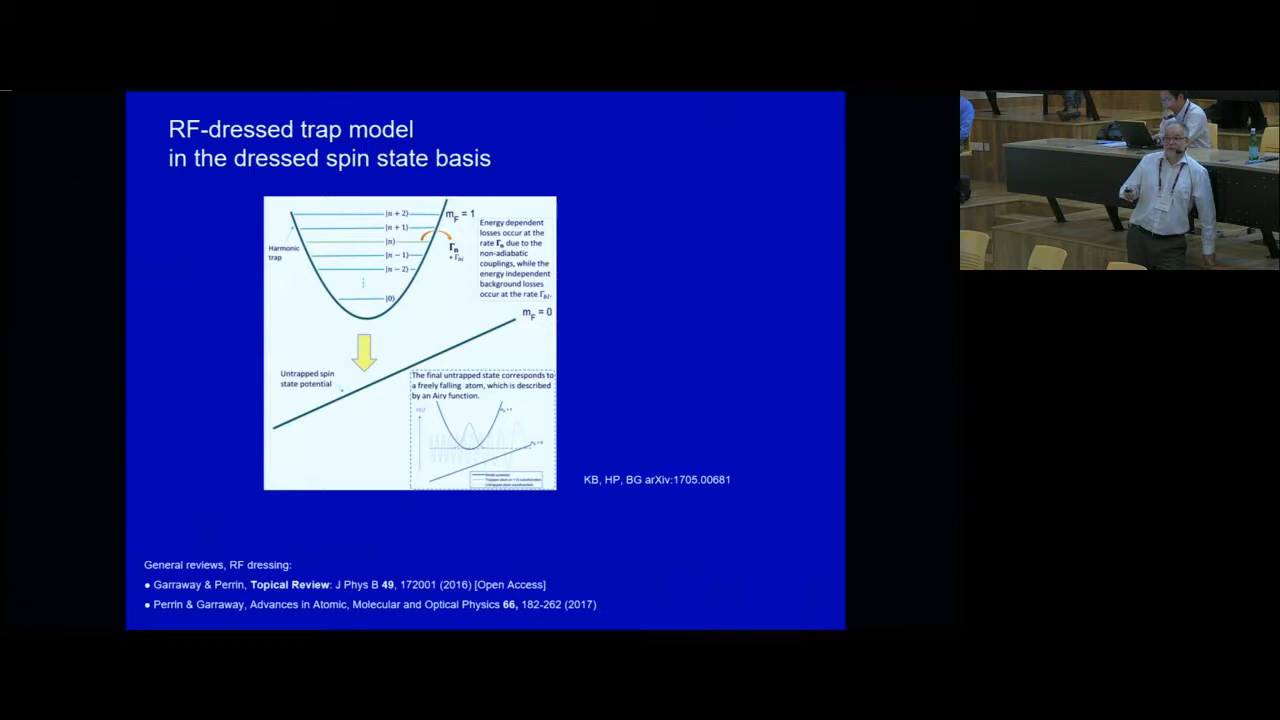 RF-dressed trap model
in the dressed spin state basis
|n + 2⟩
m_F = 1
|n + 1⟩
|n⟩
|n − 1⟩
|n − 2⟩
⋮
|0⟩
Harmonic
trap
Γₙ
+ Γ_bl
Energy dependent
losses occur at the
rate Γₙ due to the
non-adiabatic
couplings, while the
energy independent
background losses
occur at the rate Γ_bl.
m_F = 0
Untrapped spin
state potential
The final untrapped state corresponds to
a freely falling atom, which is described
by an Airy function.
KB, HP, BG arXiv:1705.00681
General reviews, RF dressing:
● Garraway & Perrin, Topical Review: J Phys B 49, 172001 (2016) [Open Access]
● Perrin & Garraway, Advances in Atomic, Molecular and Optical Physics 66, 182-262 (2017)